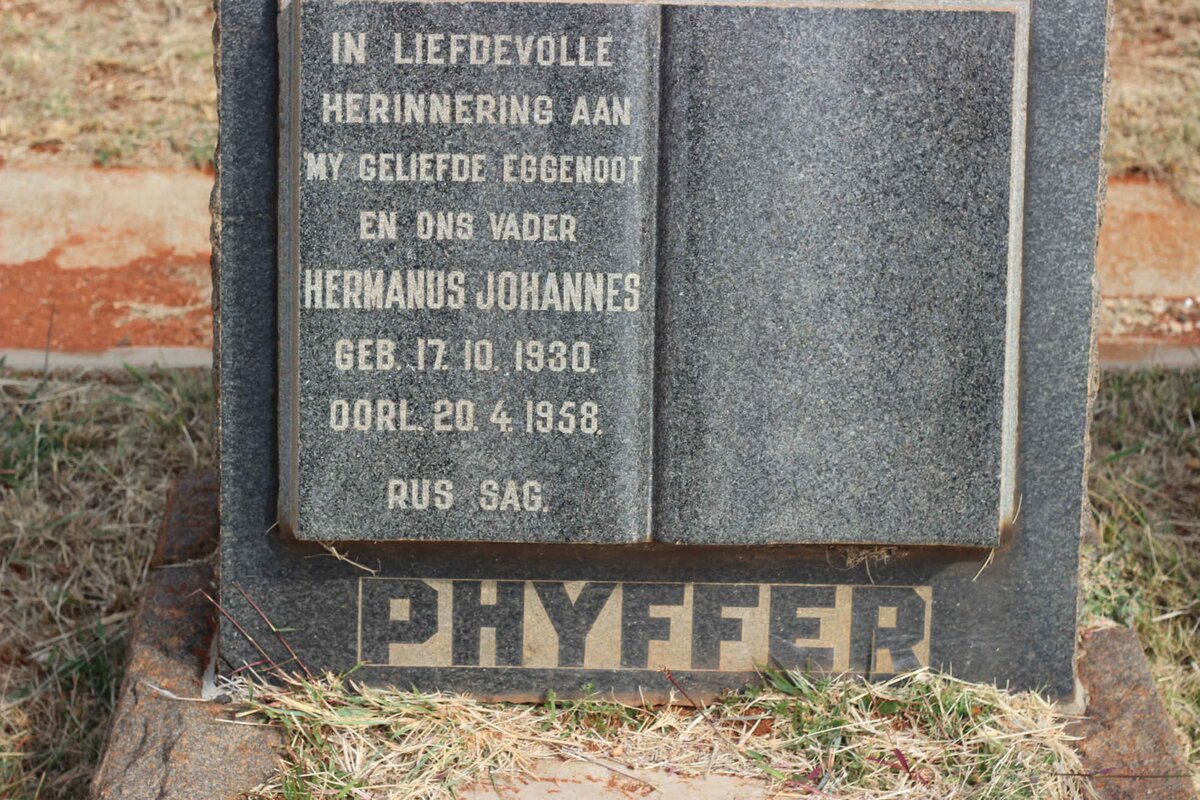 IN LIEFDEVOLLE
HERINNERING AAN
MY GELIEFDE EGGENOOT
EN ONS VADER
HERMANUS JOHANNES
GEB. 17. 10. 1930.
OORL. 20. 4. 1958.
RUS SAG.
PHYFFER